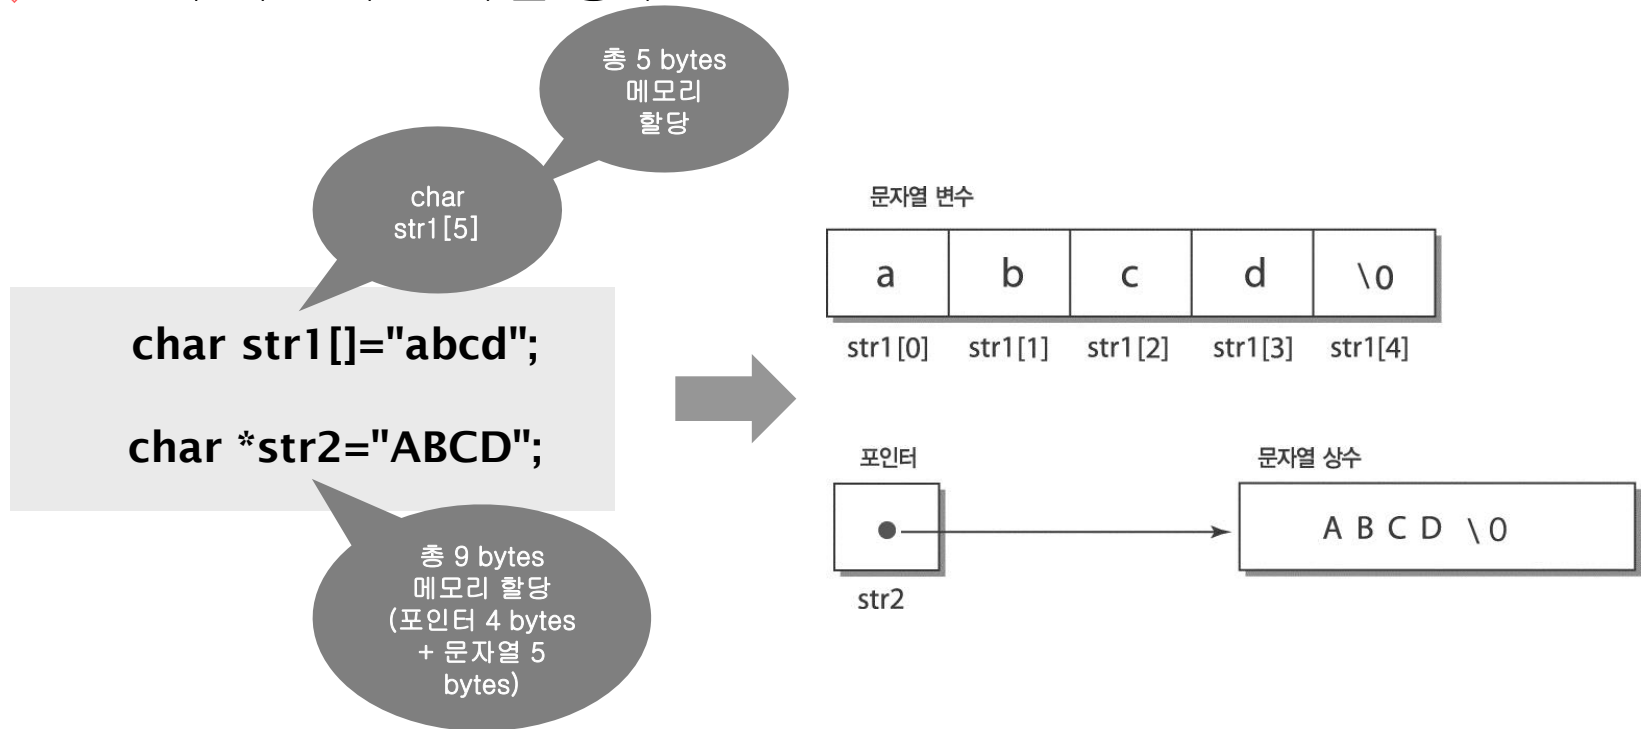 총 5 bytes
메모리
할당
char
str1[5]
char str1[]="abcd";
char *str2="ABCD";
총 9 bytes
메모리 할당
(포인터 4 bytes
+ 문자열 5
bytes)
문자열 변수
a b c d \0
str1[0] str1[1] str1[2] str1[3] str1[4]
포인터
문자열 상수
A B C D \0
str2